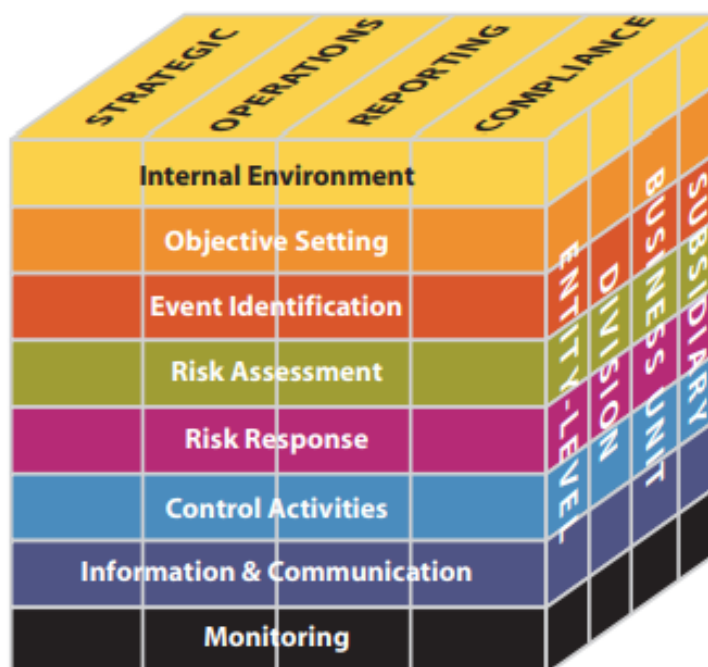 STRATEGIC
OPERATIONS
REPORTING
COMPLIANCE
Internal Environment
Objective Setting
Event Identification
Risk Assessment
Risk Response
Control Activities
Information & Communication
Monitoring
ENTITY-LEVEL
DIVISION
BUSINESS UNIT
SUBSIDIARY